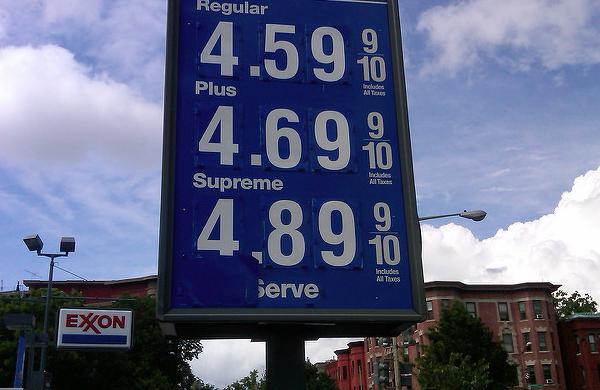 Regular
4.59 9/10
Includes
All Taxes
Plus
4.69 9/10
Includes
All Taxes
Supreme
4.89 9/10
Includes
All Taxes
Serve
EXXON